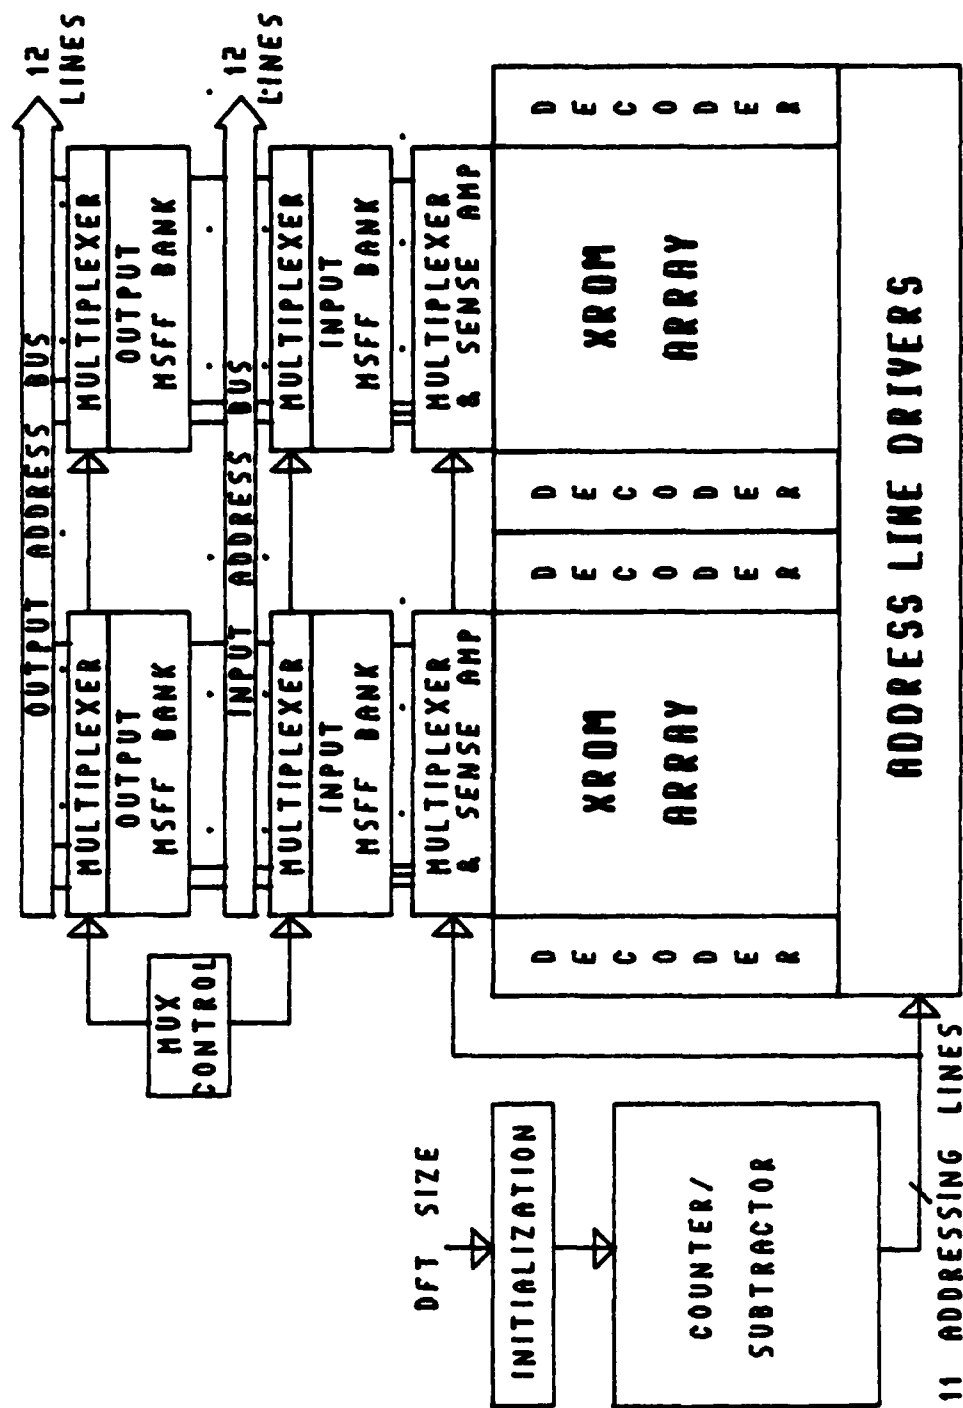 OUTPUT ADDRESS BUS
12
LINES
MULTIPLEXER
OUTPUT
MSFF BANK
MULTIPLEXER
OUTPUT
MSFF BANK
MUX
CONTROL
INPUT ADDRESS BUS
12
LINES
MULTIPLEXER
INPUT
MSFF BANK
MULTIPLEXER
INPUT
MSFF BANK
MULTIPLEXER
& SENSE AMP
MULTIPLEXER
& SENSE AMP
DFT SIZE
INITIALIZATION
COUNTER/
SUBTRACTOR
DECODER
XROM
ARRAY
DECODER
DECODER
XROM
ARRAY
DECODER
ADDRESS LINE DRIVERS
11 ADDRESSING LINES